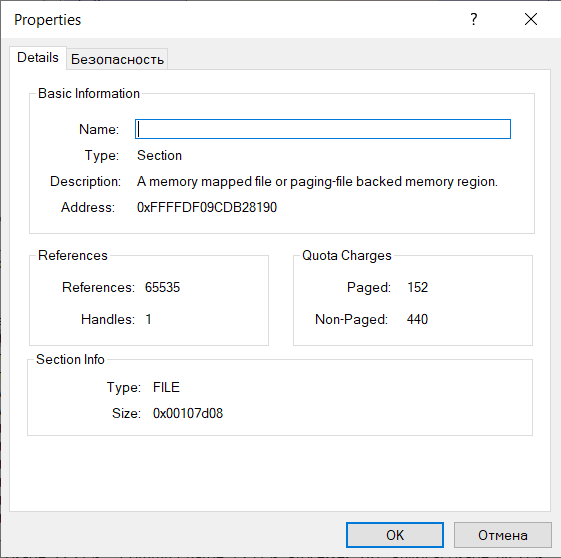 Properties
?
Details Безопасность
Basic Information
Name:
Type: Section
Description: A memory mapped file or paging-file backed memory region.
Address: 0xFFFFDF09CDB28190
References
References: 65535
Handles: 1
Quota Charges
Paged: 152
Non-Paged: 440
Section Info
Type: FILE
Size: 0x00107d08
OK Отмена